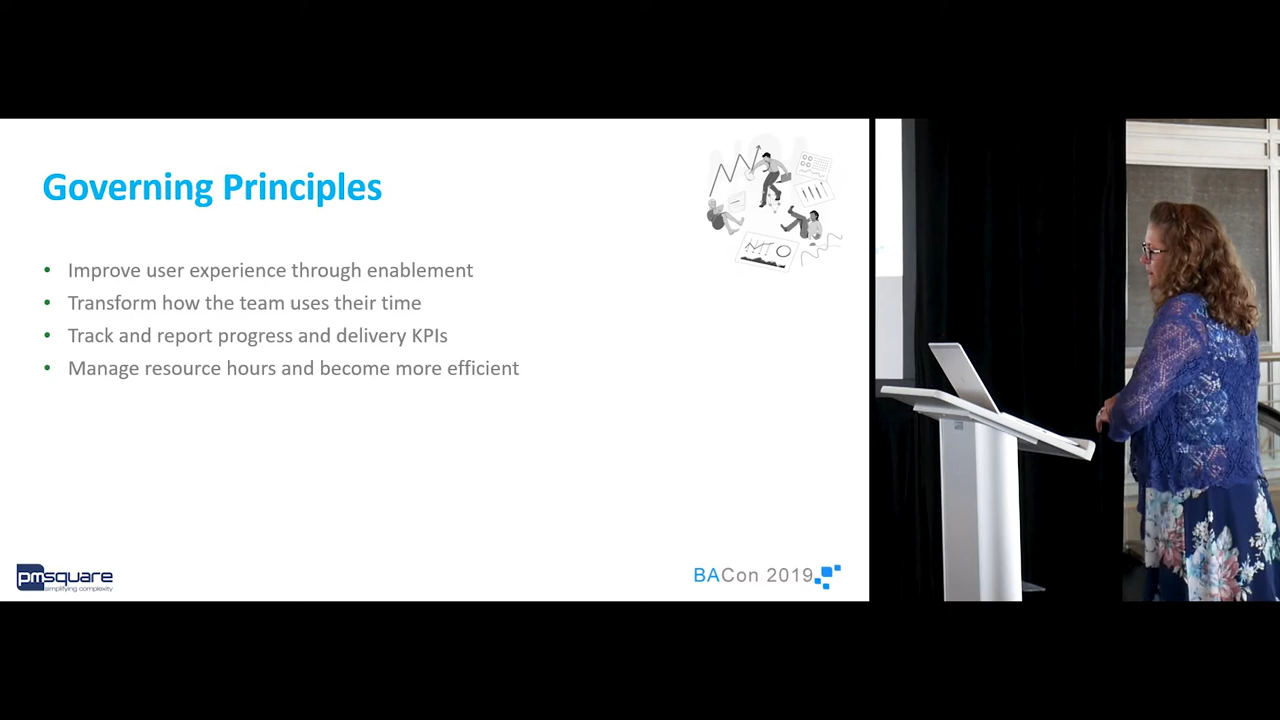 Governing Principles
• Improve user experience through enablement
• Transform how the team uses their time
• Track and report progress and delivery KPIs
• Manage resource hours and become more efficient
pmsquare
simplifying complexity
BACon 2019